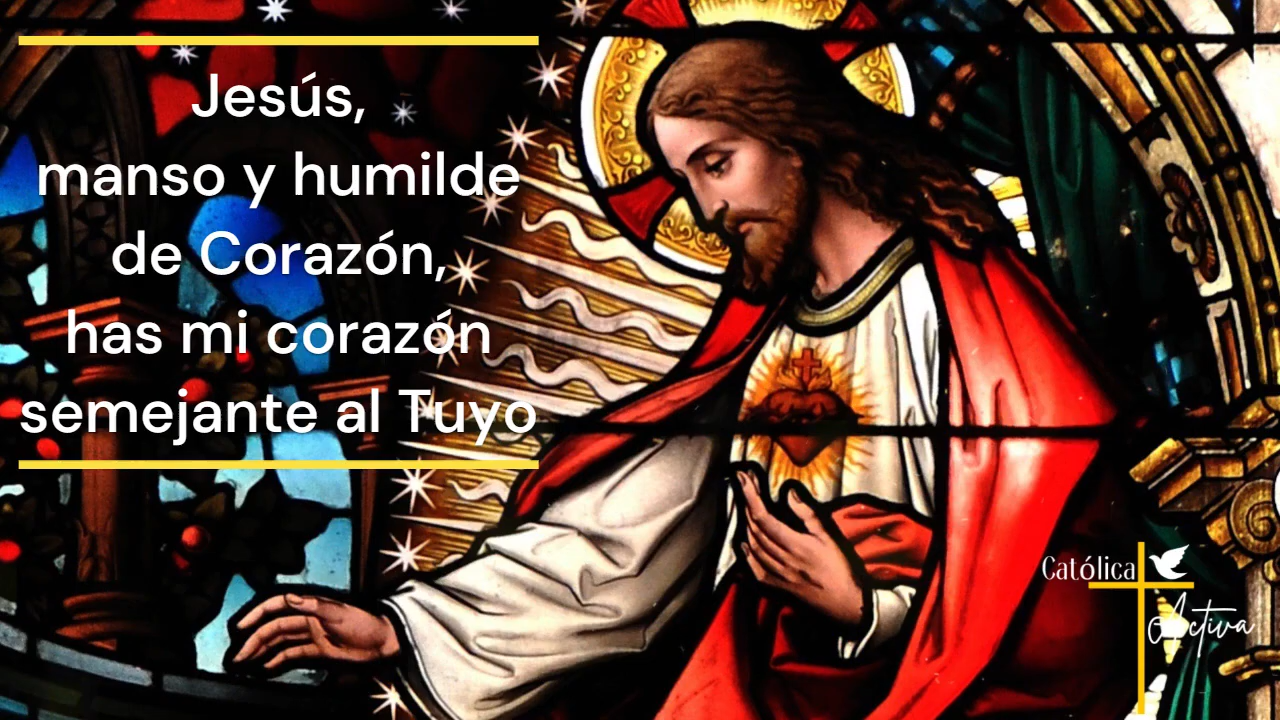 Jesús,
manso y humilde
de Corazón,
has mi corazón
semejante al Tuyo
Católica
Activa